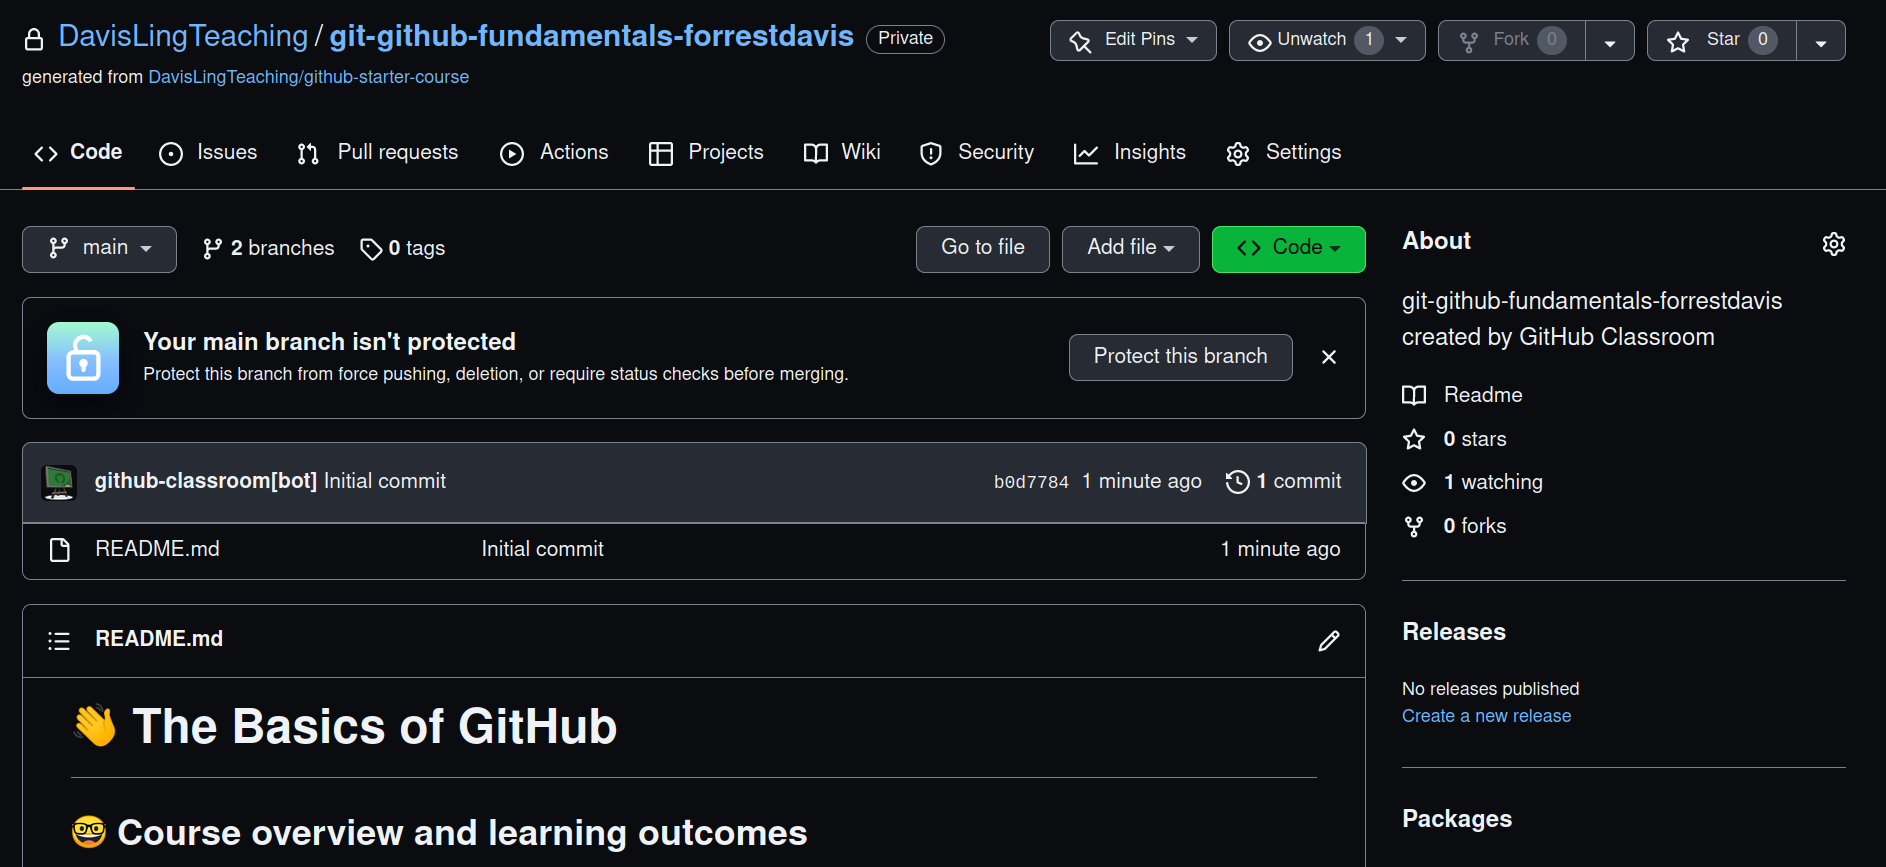 DavisLingTeaching / git-github-fundamentals-forrestdavis Private
Edit Pins Unwatch 1 Fork 0 Star 0
generated from DavisLingTeaching/github-starter-course
Code Issues Pull requests Actions Projects Wiki Security Insights Settings
main 2 branches 0 tags Go to file Add file Code
Your main branch isn't protected
Protect this branch from force pushing, deletion, or require status checks before merging.
Protect this branch
github-classroom[bot] Initial commit b0d7784 1 minute ago 1 commit
README.md Initial commit 1 minute ago
README.md
👋 The Basics of GitHub
🤓 Course overview and learning outcomes
About
git-github-fundamentals-forrestdavis
created by GitHub Classroom
Readme
0 stars
1 watching
0 forks
Releases
No releases published
Create a new release
Packages